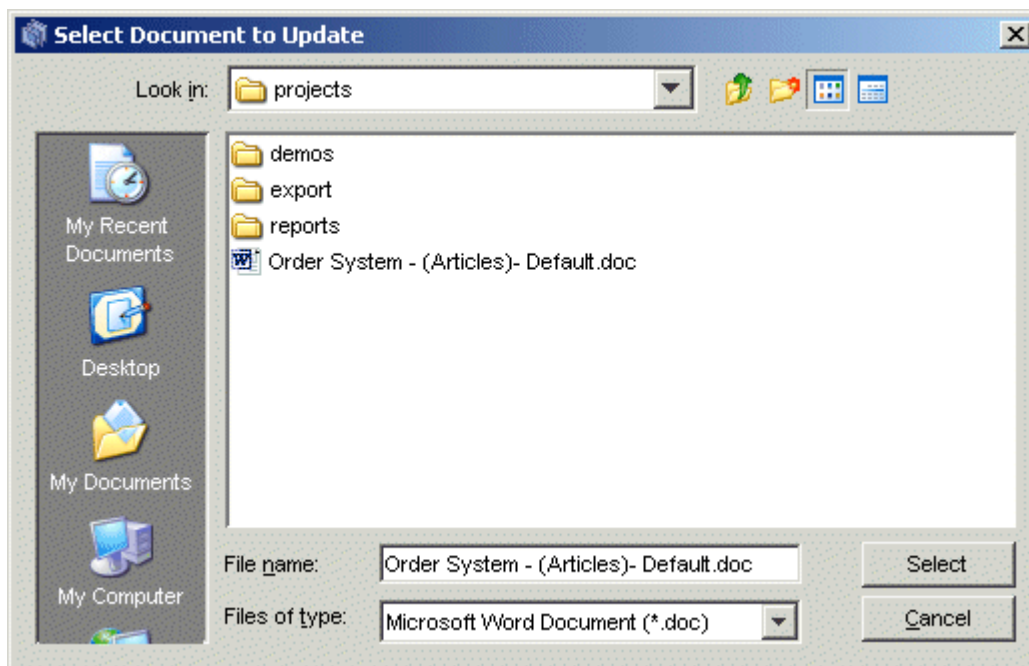 Select Document to Update
Look in: projects
My Recent
Documents
Desktop
My Documents
My Computer
demos
export
reports
Order System - (Articles)- Default.doc
File name: Order System - (Articles)- Default.doc Select
Files of type: Microsoft Word Document (*.doc) Cancel